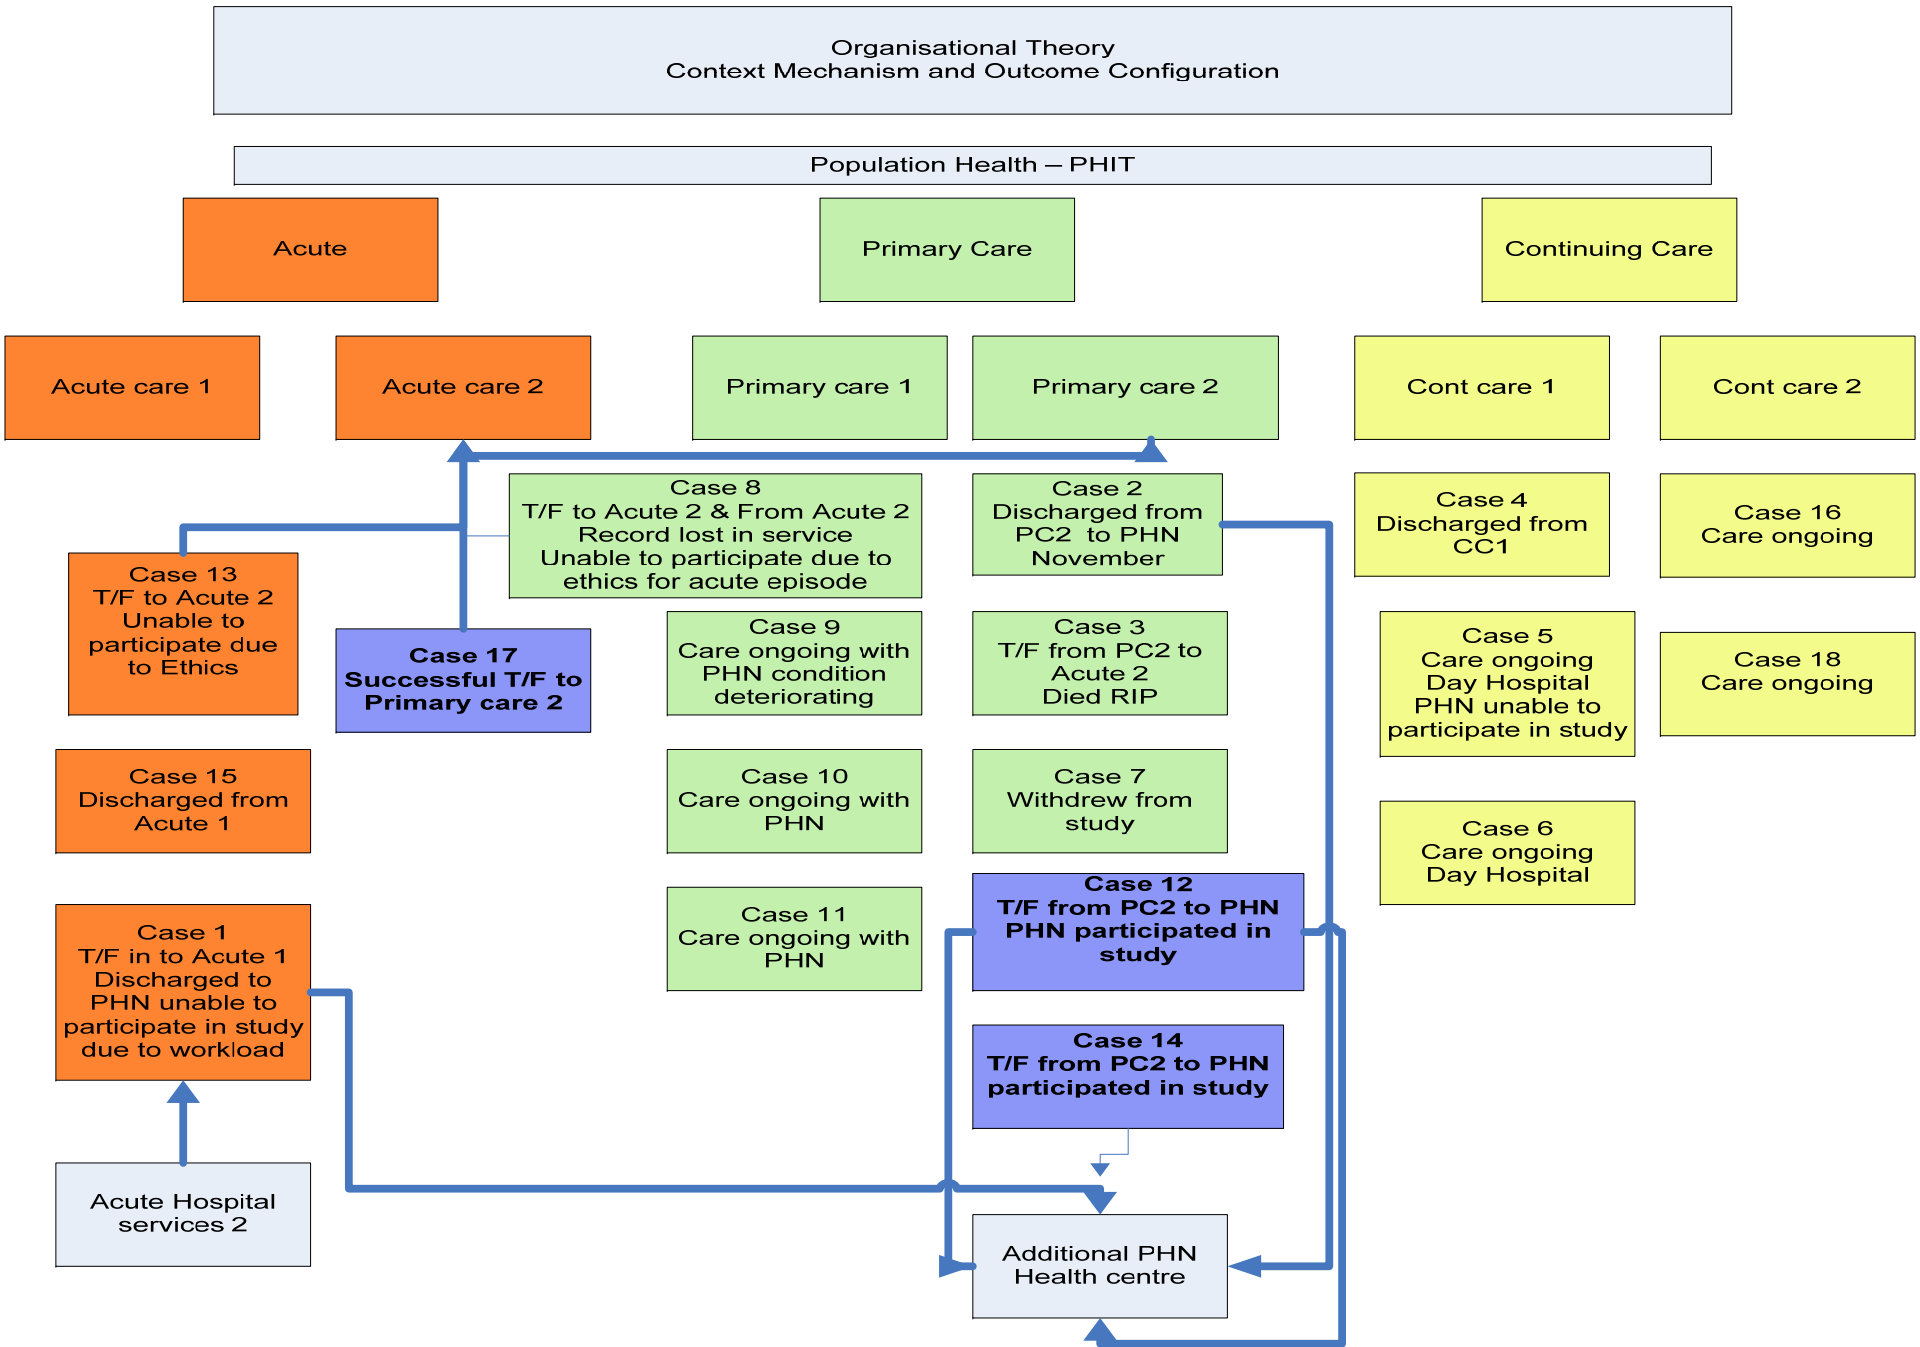 Organisational Theory
Context Mechanism and Outcome Configuration
Population Health – PHIT
Acute
Primary Care
Continuing Care
Acute care 1
Acute care 2
Primary care 1
Primary care 2
Cont care 1
Cont care 2
Case 13
T/F to Acute 2
Unable to
participate due
to Ethics
Case 15
Discharged from
Acute 1
Case 1
T/F in to Acute 1
Discharged to
PHN unable to
participate in study
due to workload
Acute Hospital
services 2
Case 17
Successful T/F to
Primary care 2
Case 8
T/F to Acute 2 & From Acute 2
Record lost in service
Unable to participate due to
ethics for acute episode
Case 9
Care ongoing with
PHN condition
deteriorating
Case 10
Care ongoing with
PHN
Case 11
Care ongoing with
PHN
Case 2
Discharged from
PC2 to PHN
November
Case 3
T/F from PC2 to
Acute 2
Died RIP
Case 7
Withdrew from
study
Case 12
T/F from PC2 to PHN
PHN participated in
study
Case 14
T/F from PC2 to PHN
participated in study
Additional PHN
Health centre
Case 4
Discharged from
CC1
Case 5
Care ongoing
Day Hospital
PHN unable to
participate in study
Case 6
Care ongoing
Day Hospital
Case 16
Care ongoing
Case 18
Care ongoing